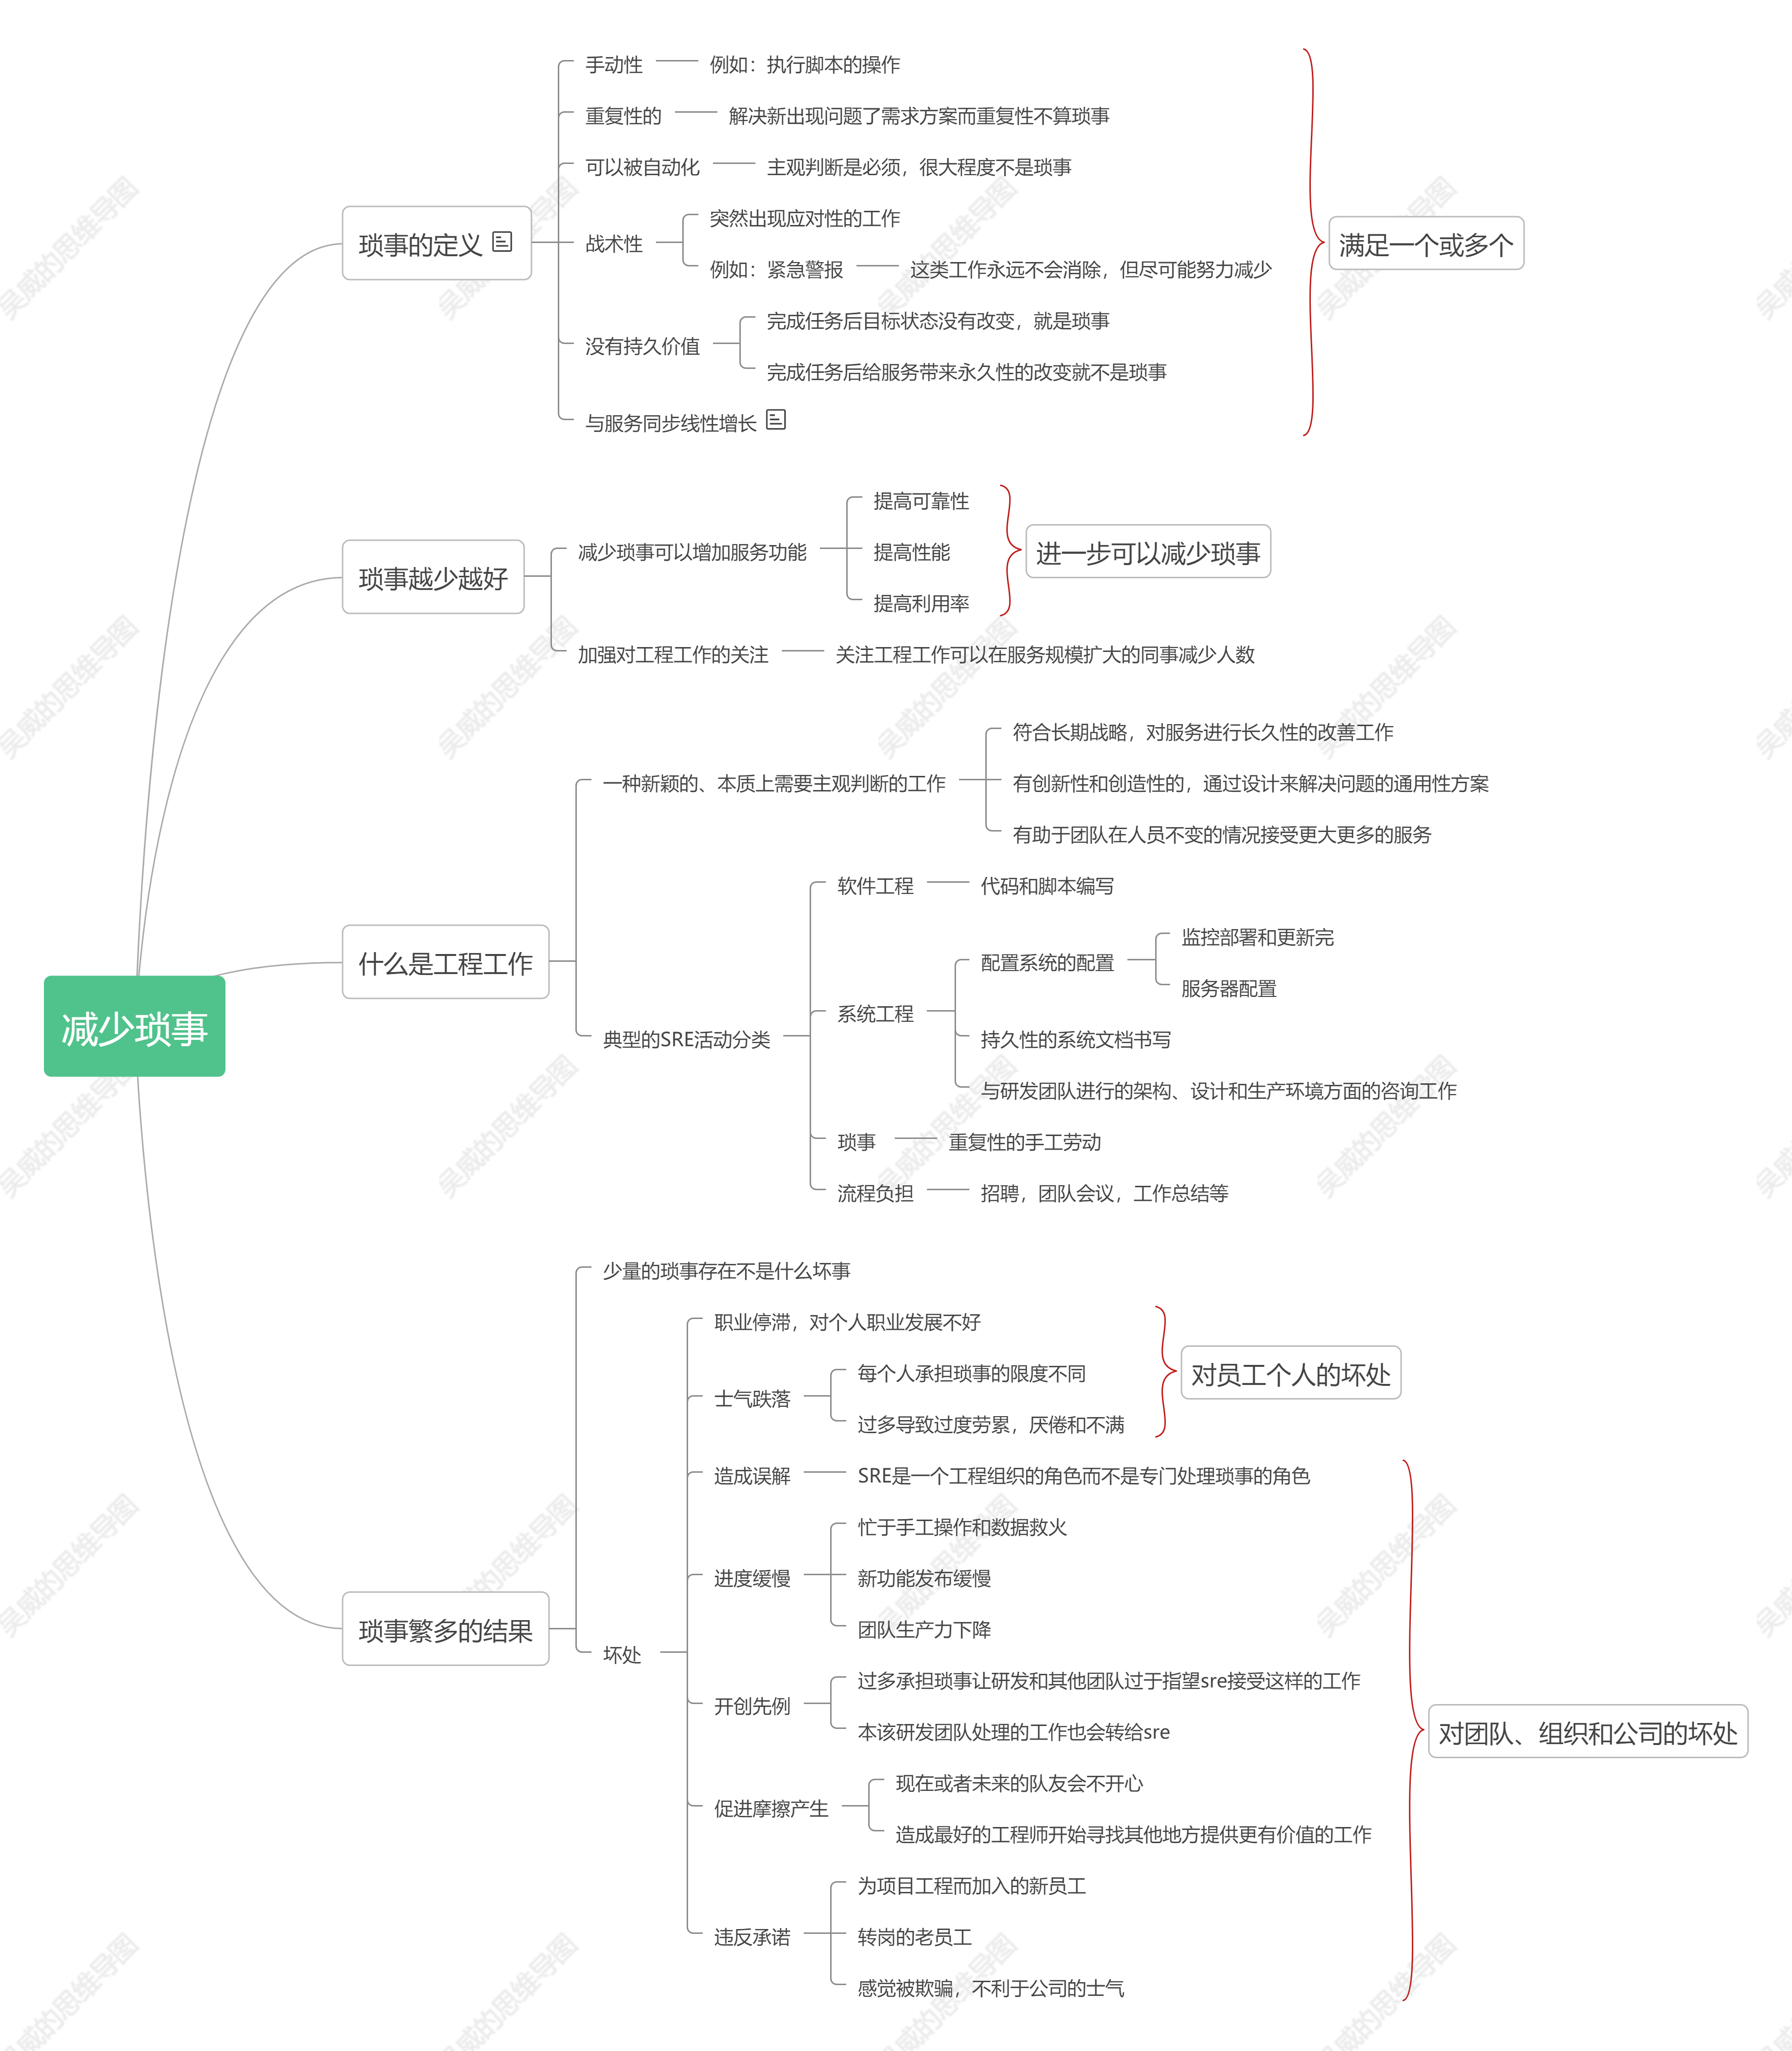 减少琐事
琐事的定义
手动性
例如：执行脚本的操作
重复性的
解决新出现问题了需求方案而重复性不算琐事
可以被自动化
主观判断是必须，很大程度不是琐事
战术性
突然出现应对性的工作
例如：紧急警报
这类工作永远不会消除，但尽可能努力减少
没有持久价值
完成任务后目标状态没有改变，就是琐事
完成任务后给服务带来永久性的改变就不是琐事
与服务同步线性增长
满足一个或多个
琐事越少越好
减少琐事可以增加服务功能
提高可靠性
提高性能
提高利用率
进一步可以减少琐事
加强对工程工作的关注
关注工程工作可以在服务规模扩大的同事减少人数
什么是工程工作
一种新颖的、本质上需要主观判断的工作
符合长期战略，对服务进行长久性的改善工作
有创新性和创造性的，通过设计来解决问题的通用性方案
有助于团队在人员不变的情况接受更大更多的服务
典型的SRE活动分类
软件工程
代码和脚本编写
系统工程
配置系统的配置
监控部署和更新完
服务器配置
持久性的系统文档书写
与研发团队进行的架构、设计和生产环境方面的咨询工作
琐事
重复性的手工劳动
流程负担
招聘，团队会议，工作总结等
琐事繁多的结果
少量的琐事存在不是什么坏事
坏处
职业停滞，对个人职业发展不好
士气跌落
每个人承担琐事的限度不同
过多导致过度劳累，厌倦和不满
对员工个人的坏处
造成误解
SRE是一个工程组织的角色而不是专门处理琐事的角色
进度缓慢
忙于手工操作和数据救火
新功能发布缓慢
团队生产力下降
开创先例
过多承担琐事让研发和其他团队过于指望sre接受这样的工作
本该研发团队处理的工作也会转给sre
促进摩擦产生
现在或者未来的队友会不开心
造成最好的工程师开始寻找其他地方提供更有价值的工作
违反承诺
为项目工程而加入的新员工
转岗的老员工
感觉被欺骗，不利于公司的士气
对团队、组织和公司的坏处
吴威的思维导图